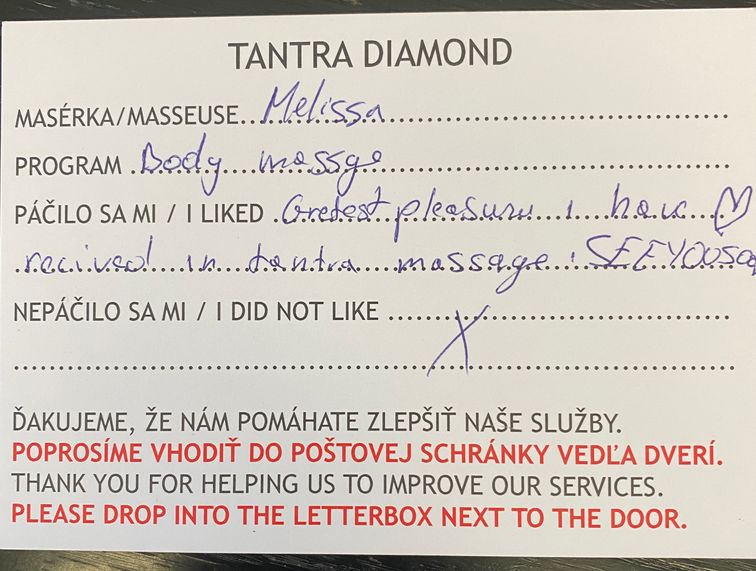 TANTRA DIAMOND
MASÉRKA/MASSEUSE Melissa
PROGRAM Body massge
PÁČILO SA MI / I LIKED Gretest pleasure i have ♡
recived in tantra massage! SEE YOU SOO
NEPÁČILO SA MI / I DID NOT LIKE
X
ĎAKUJEME, ŽE NÁM POMÁHATE ZLEPŠIŤ NAŠE SLUŽBY.
POPROSÍME VHODIŤ DO POŠTOVEJ SCHRÁNKY VEDĽA DVERÍ.
THANK YOU FOR HELPING US TO IMPROVE OUR SERVICES.
PLEASE DROP INTO THE LETTERBOX NEXT TO THE DOOR.